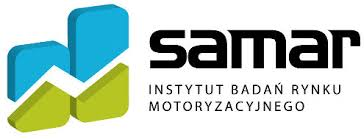 samar
INSTYTUT BADAŃ RYNKU
MOTORYZACYJNEGO